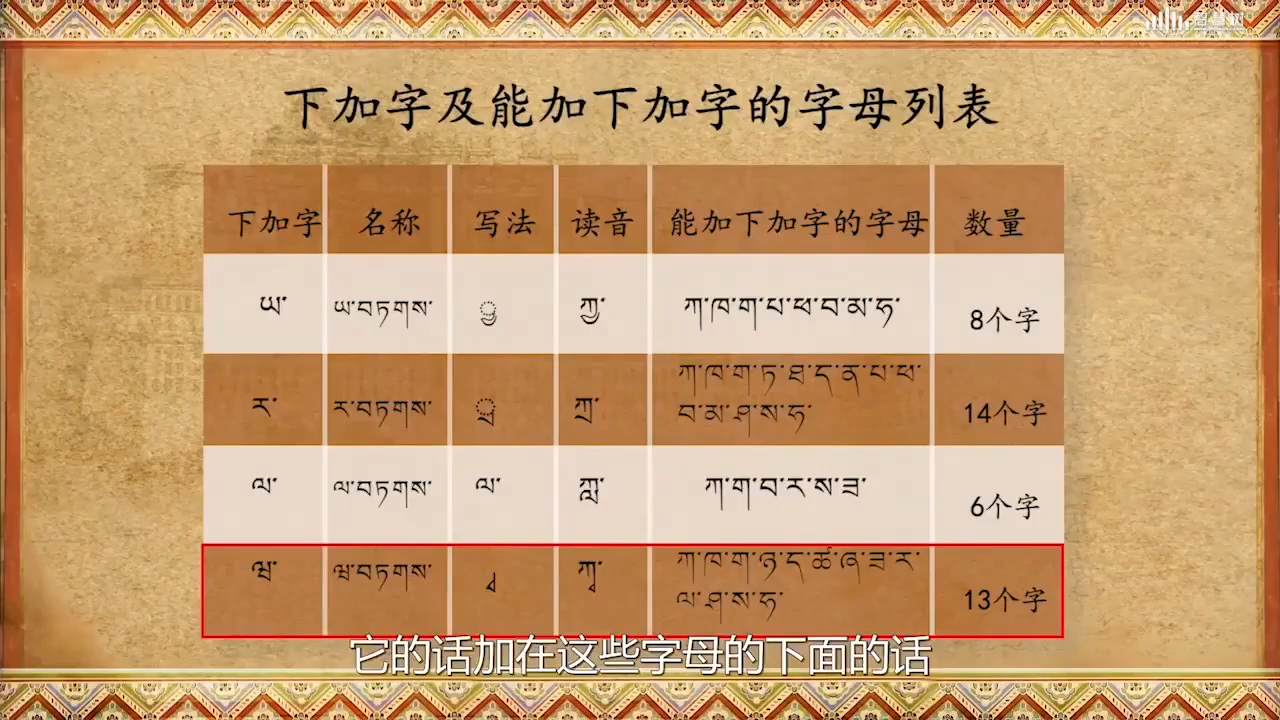 智慧树
下加字及能加下加字的字母列表
下加字 名称 写法 读音 能加下加字的字母 数量
ཡ་ ཡ་བཏགས་ ◌ྱ ཀྱ་ ཀ་ཁ་ག་པ་ཕ་བ་མ་ཧ་ 8个字
ར་ ར་བཏགས་ ◌ྲ ཀྲ་ ཀ་ཁ་ག་ཏ་ཐ་ད་ན་པ་ཕ་
བ་མ་ཤ་ས་ཧ་ 14个字
ལ་ ལ་བཏགས་ ལ་ ཀླ་ ཀ་ག་བ་ར་ས་ཟ་ 6个字
ཝ་ ཝ་བཏགས་ ྭ ཀྭ་ ཀ་ཁ་ག་ཉ་ད་ཚ་ཞ་ཟ་ར་
ལ་ཤ་ས་ཧ་ 13个字
它的话加在这些字母的下面的话